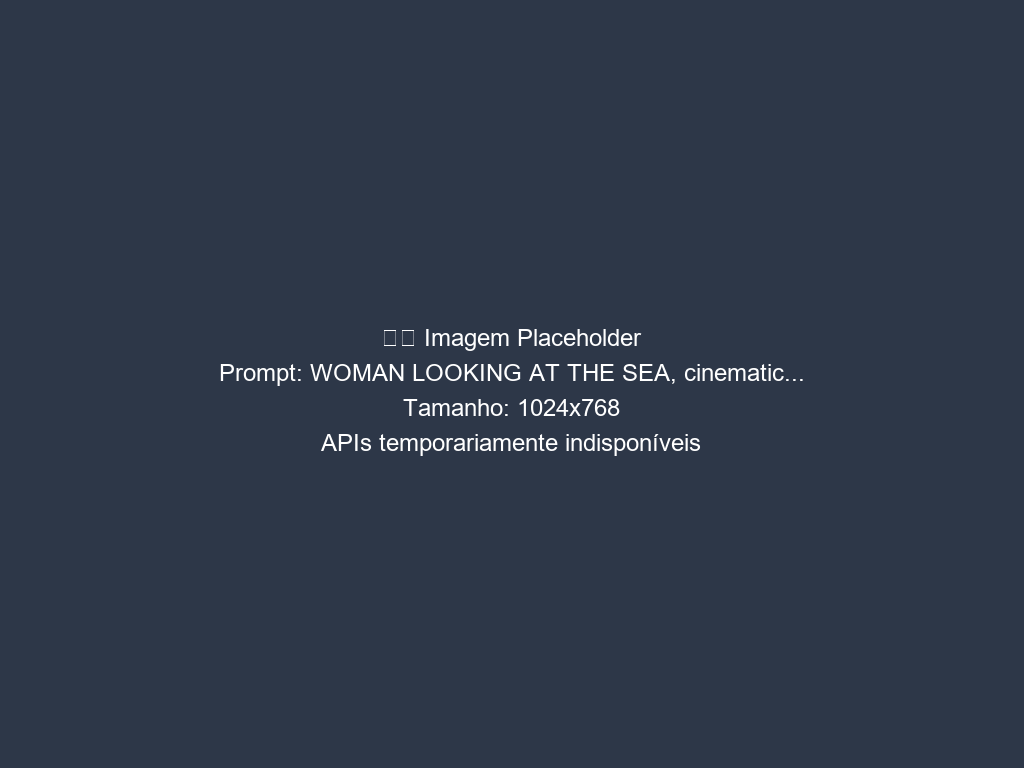 Imagem Placeholder
Prompt: WOMAN LOOKING AT THE SEA, cinematic...
Tamanho: 1024x768
APIs temporariamente indisponíveis